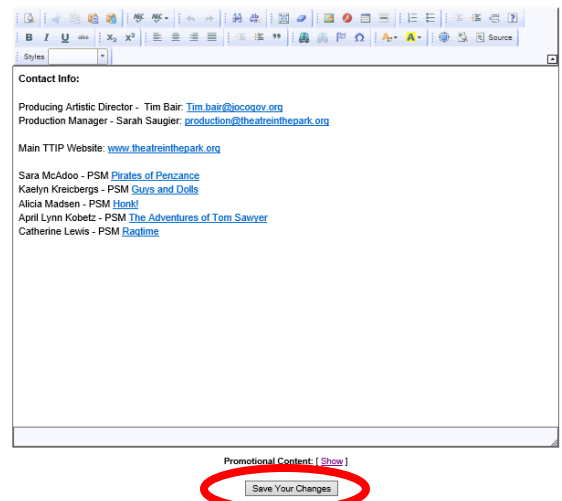 B I U abc X₂ X² Source
Styles
Contact Info:
Producing Artistic Director - Tim Bair: Tim.bair@jocogov.org
Production Manager - Sarah Saugier: production@theatreinthepark.org
Main TTIP Website: www.theatreinthepark.org
Sara McAdoo - PSM Pirates of Penzance
Kaelyn Kreicbergs - PSM Guys and Dolls
Alicia Madsen - PSM Honk!
April Lynn Kobetz - PSM The Adventures of Tom Sawyer
Catherine Lewis - PSM Ragtime
Promotional Content: [ Show ]
Save Your Changes